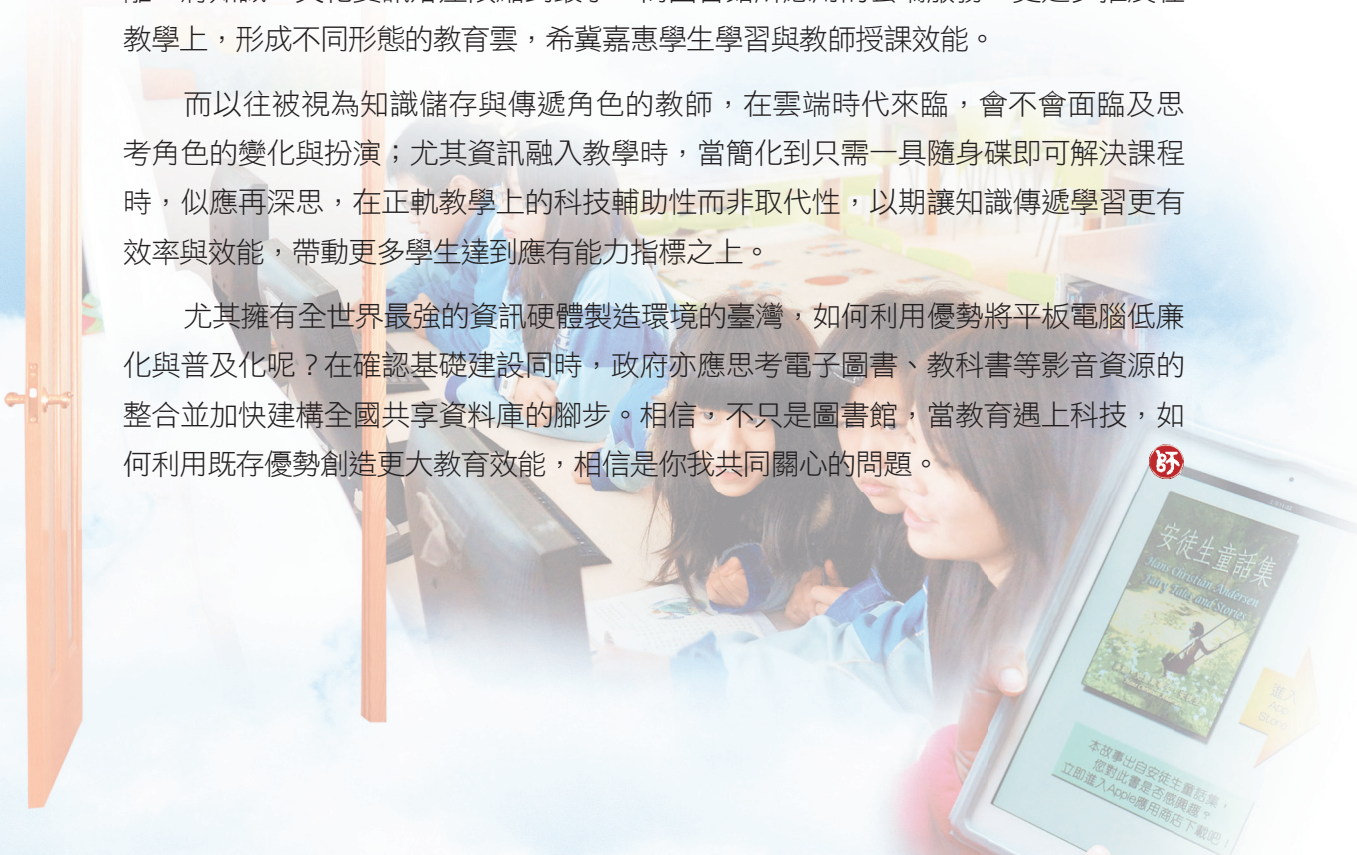 教學上，形成不同形態的教育雲，希冀嘉惠學生學習與教師授課效能。
而以往被視為知識儲存與傳遞角色的教師，在雲端時代來臨，會不會面臨及思
考角色的變化與扮演；尤其資訊融入教學時，當簡化到只需一具隨身碟即可解決課程
時，似應再深思，在正軌教學上的科技輔助性而非取代性，以期讓知識傳遞學習更有
效率與效能，帶動更多學生達到應有能力指標之上。
尤其擁有全世界最強的資訊硬體製造環境的臺灣，如何利用優勢將平板電腦低廉
化與普及化呢？在確認基礎建設同時，政府亦應思考電子圖書、教科書等影音資源的
整合並加快建構全國共享資料庫的腳步。相信，不只是圖書館，當教育遇上科技，如
何利用既存優勢創造更大教育效能，相信是你我共同關心的問題。
師
安徒生童話集
Hans Christian Andersen
Fairy Tales and Stories
進入
App
Store
本故事出自安徒生童話集，
您對此書是否感興趣？
立即進入Apple應用商店下載吧！